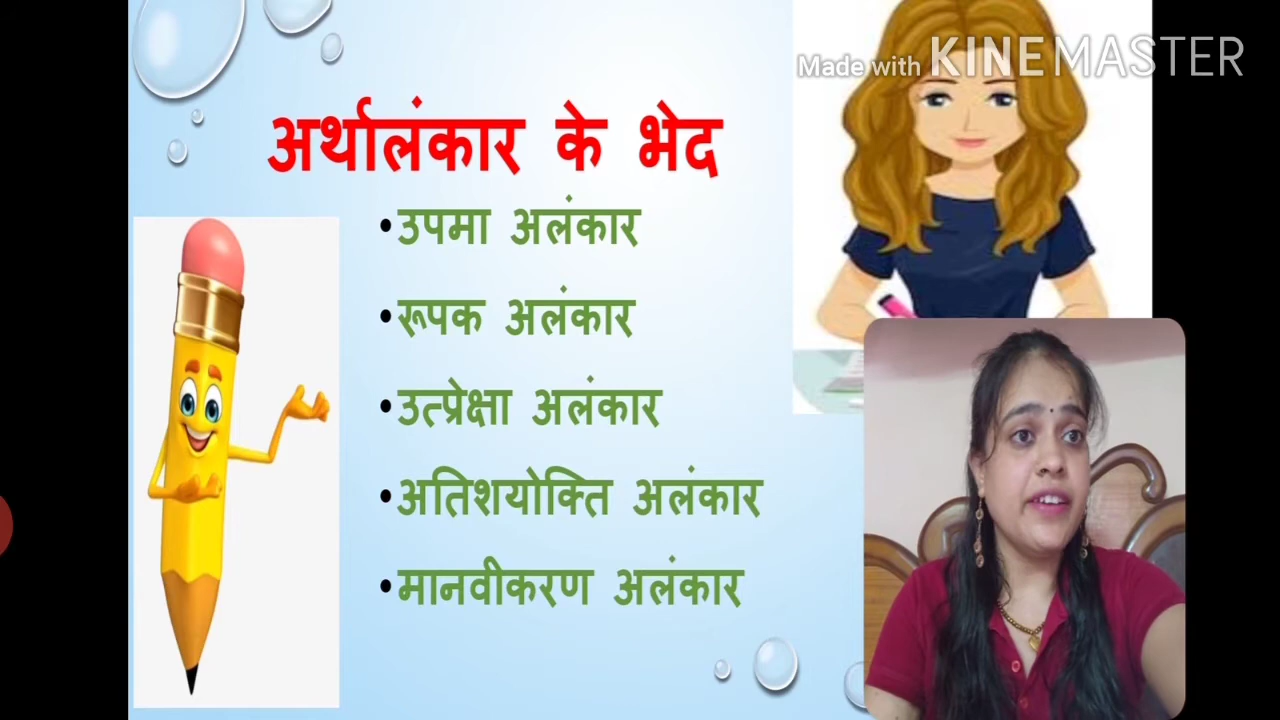 Made with KINEMASTER
अर्थालंकार के भेद
•उपमा अलंकार
•रूपक अलंकार
•उत्प्रेक्षा अलंकार
•अतिशयोक्ति अलंकार
•मानवीकरण अलंकार